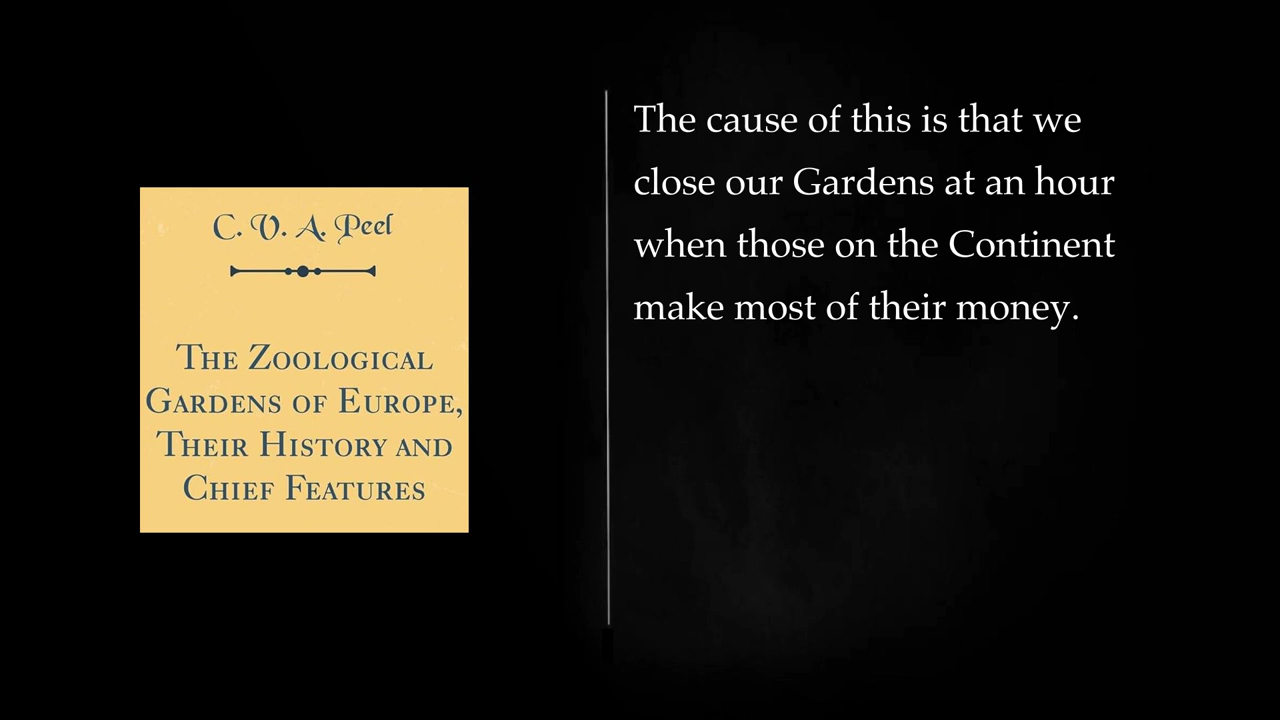 C. V. A. Peel
The Zoological
Gardens of Europe,
Their History and
Chief Features
The cause of this is that we
close our Gardens at an hour
when those on the Continent
make most of their money.